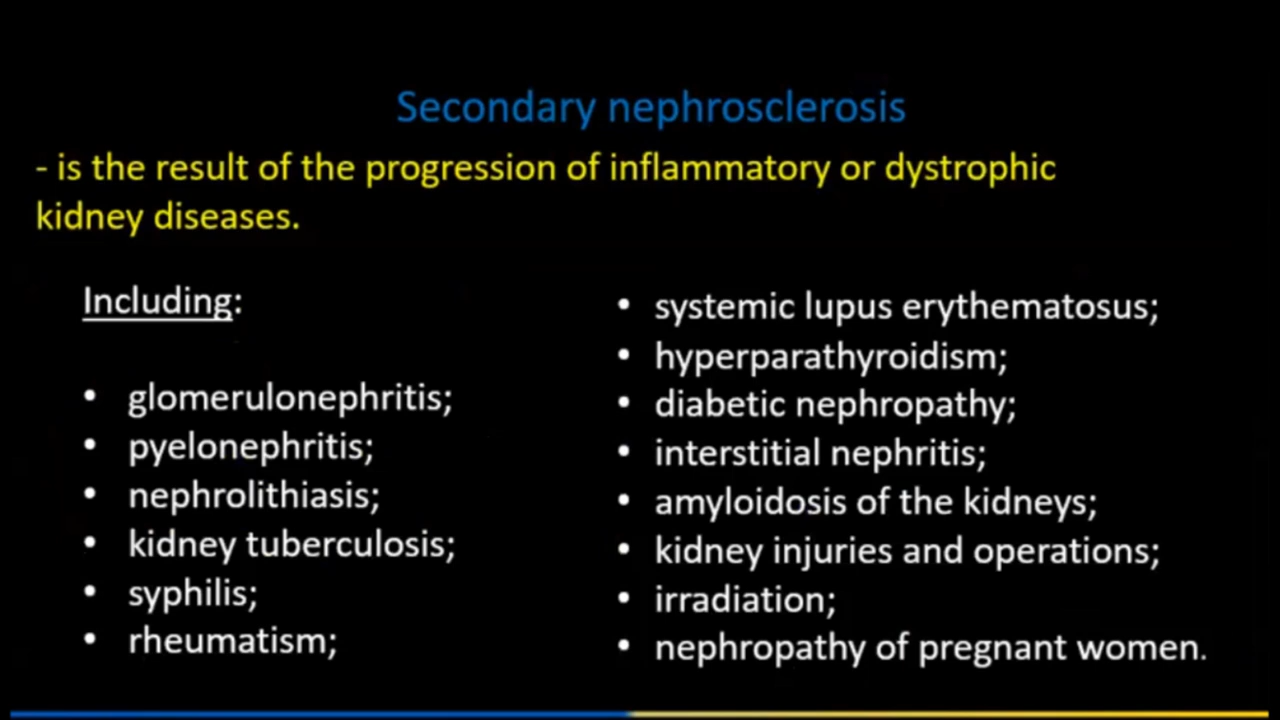 Secondary nephrosclerosis
- is the result of the progression of inflammatory or dystrophic
kidney diseases.
Including:
• glomerulonephritis;
• pyelonephritis;
• nephrolithiasis;
• kidney tuberculosis;
• syphilis;
• rheumatism;
• systemic lupus erythematosus;
• hyperparathyroidism;
• diabetic nephropathy;
• interstitial nephritis;
• amyloidosis of the kidneys;
• kidney injuries and operations;
• irradiation;
• nephropathy of pregnant women.